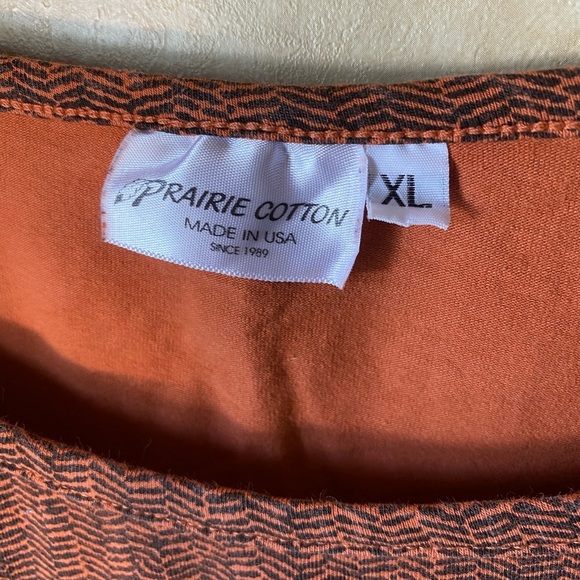 PRAIRIE COTTON
MADE IN USA
SINCE 1989
XL